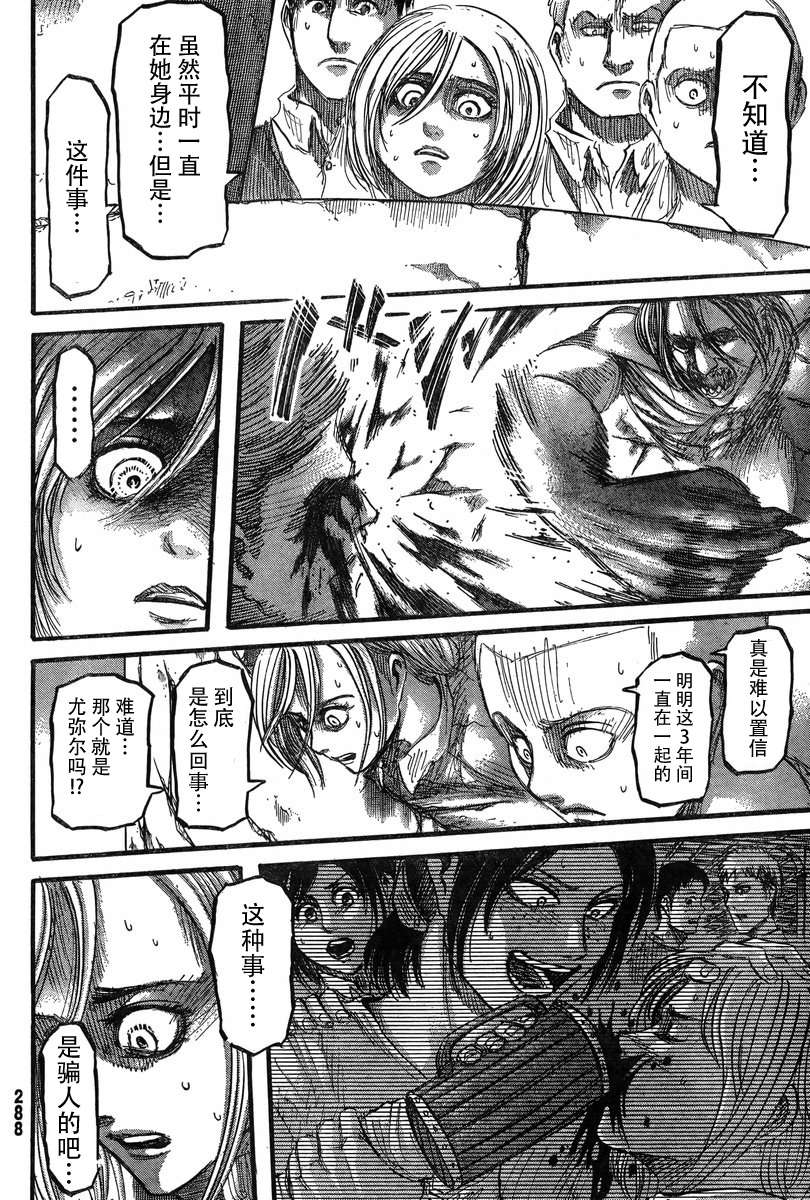 不知道…
虽然平时一直
在她身边…但是…
这件事…
……
真是难以置信
明明这3年间
一直在一起的
到底
是怎么回事…
难道…
那个就是
尤弥尔吗!?
这种事……
是骗人的吧…
288